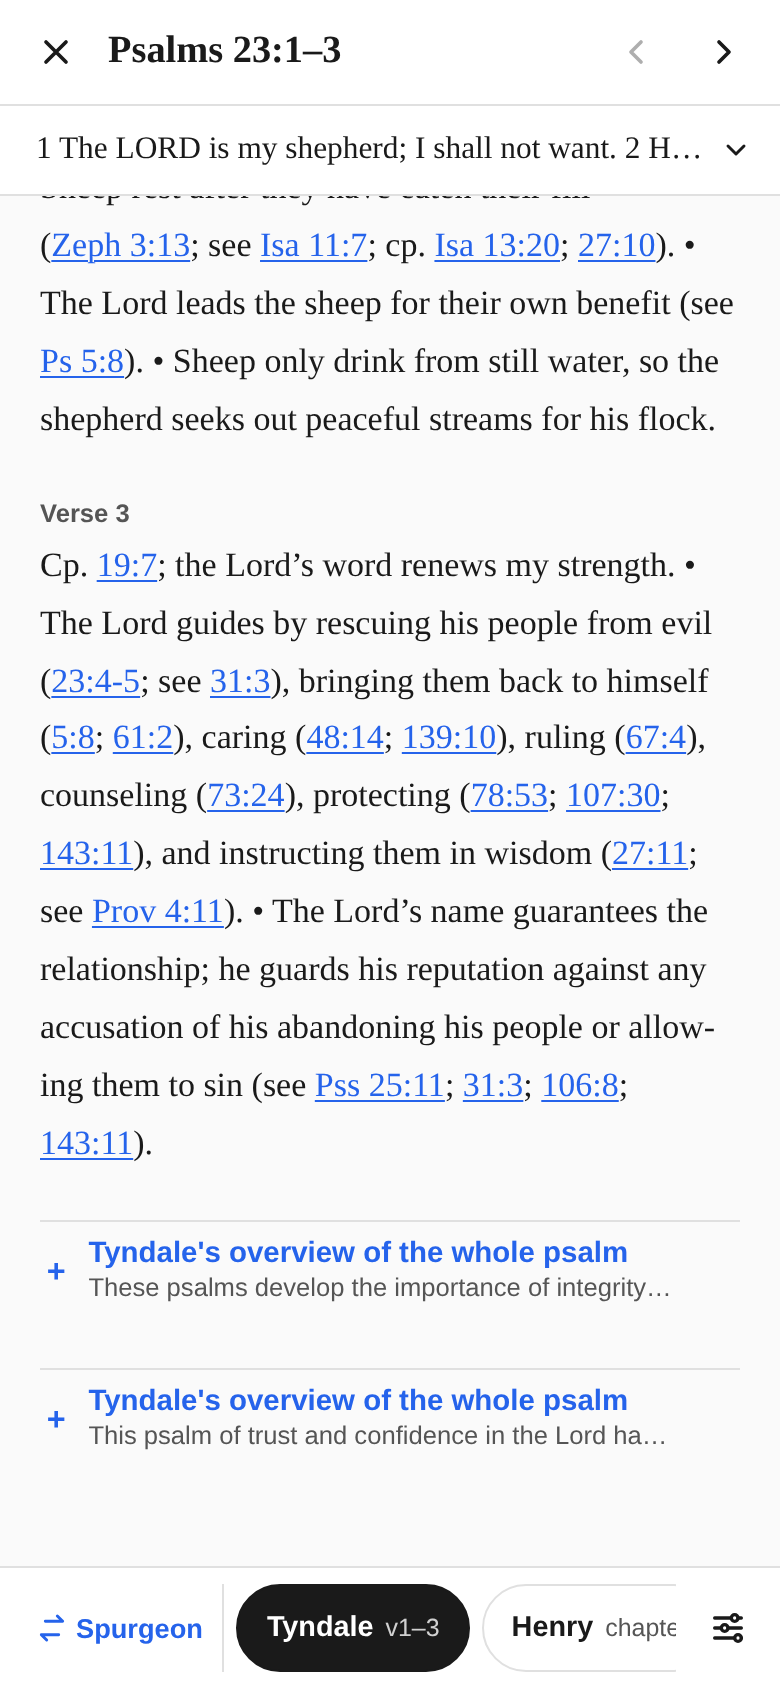 Psalms 23:1–3
1 The LORD is my shepherd; I shall not want. 2 H…
Sheep rest after they have eaten their fill
(Zeph 3:13; see Isa 11:7; cp. Isa 13:20; 27:10). •
The Lord leads the sheep for their own benefit (see
Ps 5:8). • Sheep only drink from still water, so the
shepherd seeks out peaceful streams for his flock.
Verse 3
Cp. 19:7; the Lord’s word renews my strength. •
The Lord guides by rescuing his people from evil
(23:4-5; see 31:3), bringing them back to himself
(5:8; 61:2), caring (48:14; 139:10), ruling (67:4),
counseling (73:24), protecting (78:53; 107:30;
143:11), and instructing them in wisdom (27:11;
see Prov 4:11). • The Lord’s name guarantees the
relationship; he guards his reputation against any
accusation of his abandoning his people or allow-
ing them to sin (see Pss 25:11; 31:3; 106:8;
143:11).
+ Tyndale's overview of the whole psalm
These psalms develop the importance of integrity…
+ Tyndale's overview of the whole psalm
This psalm of trust and confidence in the Lord ha…
Spurgeon Tyndale v1–3 Henry chapte